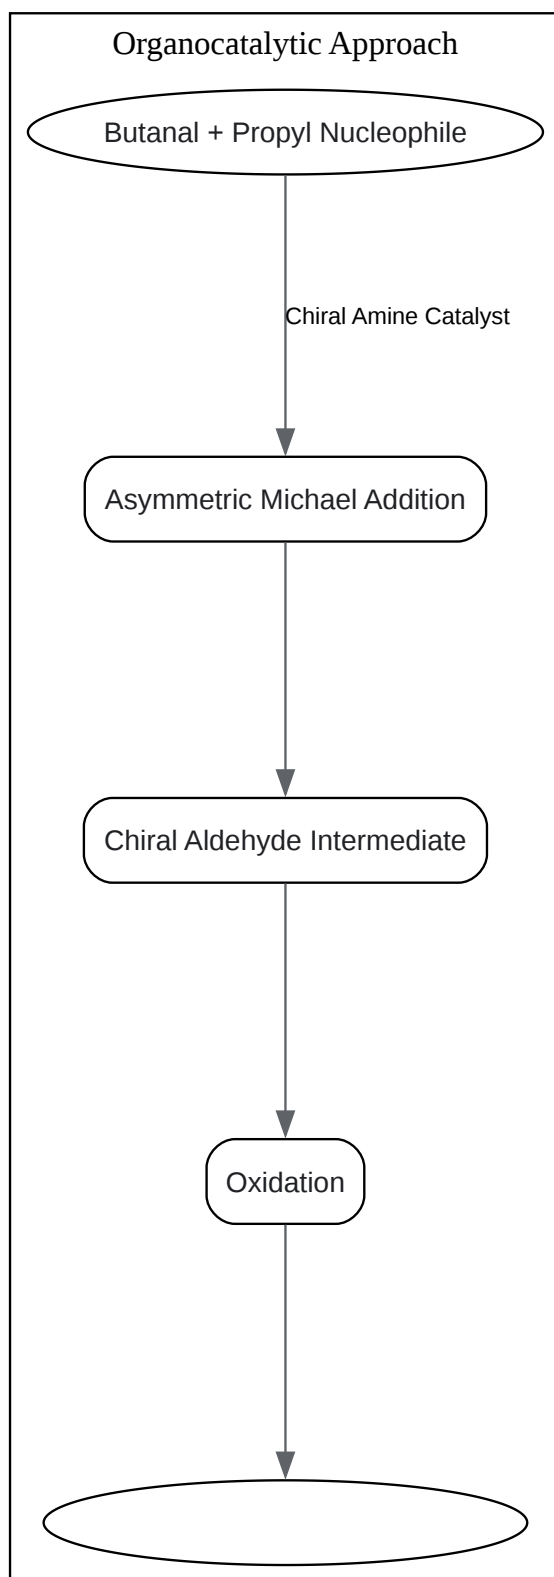 Organocatalytic Approach
Butanal + Propyl Nucleophile
Chiral Amine Catalyst
Asymmetric Michael Addition
Chiral Aldehyde Intermediate
Oxidation